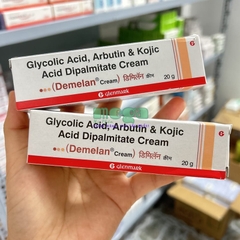 Glycolic Acid, Arbutin & Kojic
Acid Dipalmitate Cream
(Demelan® Cream) डिमिलॅन क्रीम
20 g
G
glenmark
Glycolic Acid, Arbutin & Kojic
Acid Dipalmitate Cream
(Demelan® Cream) डिमिलॅन क्रीम
20 g
G glenmark